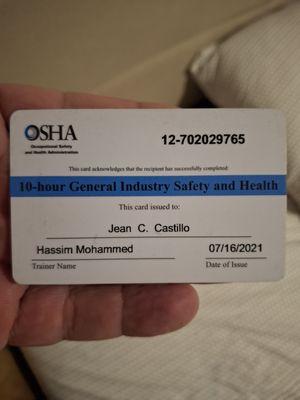 OSHA
12-702029765
Occupational Safety
and Health Administration
This card acknowledges that the recipient has successfully completed:
10-hour General Industry Safety and Health
This card issued to:
Jean C. Castillo
Hassim Mohammed 07/16/2021
Trainer Name Date of Issue